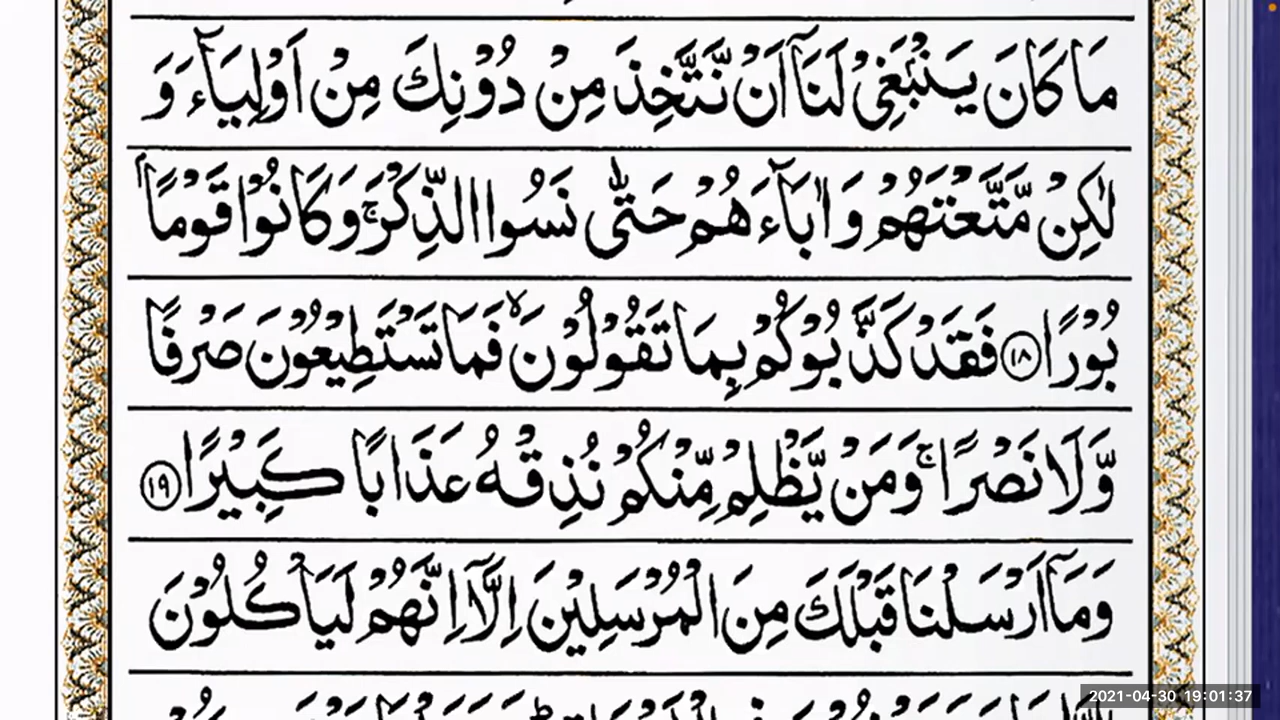 مَا كَانَ يَنْۢبَغِيْ لَنَاۤ اَنْ نَّتَّخِذَ مِنْ دُوْنِكَ مِنْ اَوْلِيَآءَ وَ
لٰكِنْ مَّتَّعْتَهُمْ وَ اٰبَآءَهُمْ حَتّٰى نَسُوا الذِّكْرَ ۚ وَ كَانُوْا قَوْمًاۢ
بُوْرًا ۝۱۸ فَقَدْ كَذَّبُوْكُمْ بِمَا تَقُوْلُوْنَ ۙ فَمَا تَسْتَطِيْعُوْنَ صَرْفًا
وَّلَا نَصْرًا ۚ وَمَنْ يَّظْلِمْ مِّنْكُمْ نُذِقْهُ عَذَابًا كَبِيْرًا ۝۱۹
وَمَاۤ اَرْسَلْنَا قَبْلَكَ مِنَ الْمُرْسَلِيْنَ اِلَّاۤ اِنَّهُمْ لَيَاْكُلُوْنَ
2021-04-30 19:01:37